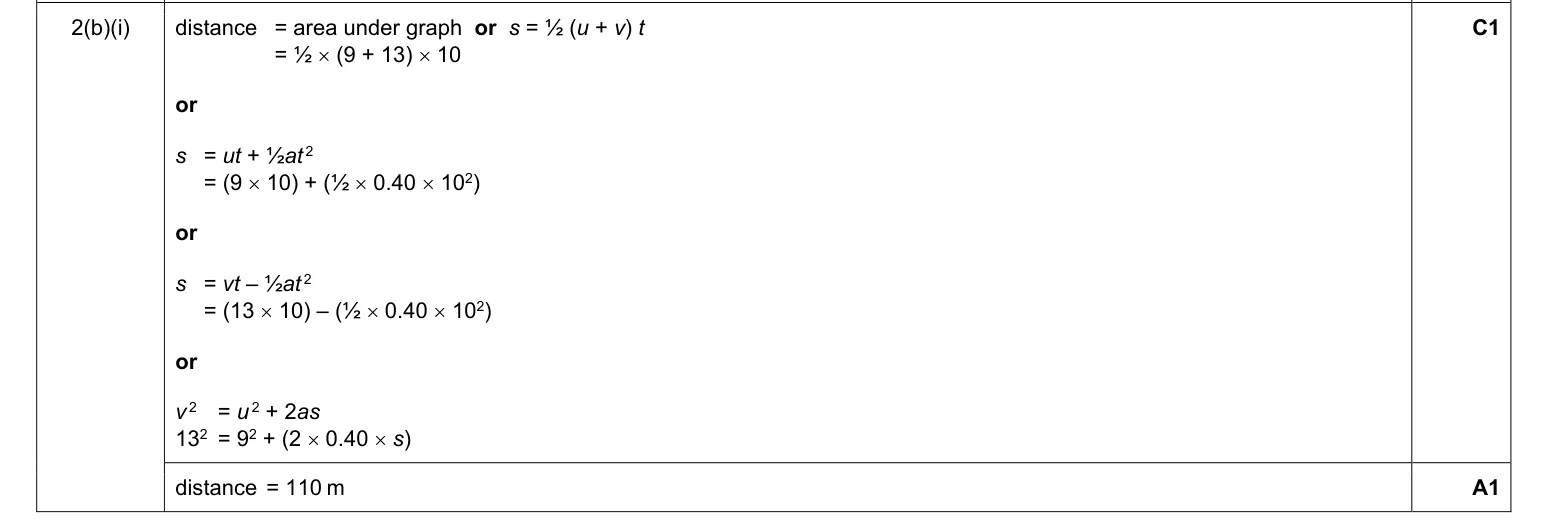 2(b)(i) distance = area under graph or s = ½ (u + v) t C1
= ½ × (9 + 13) × 10
or
s = ut + ½at²
= (9 × 10) + (½ × 0.40 × 10²)
or
s = vt – ½at²
= (13 × 10) – (½ × 0.40 × 10²)
or
v² = u² + 2as
13² = 9² + (2 × 0.40 × s)
distance = 110 m A1